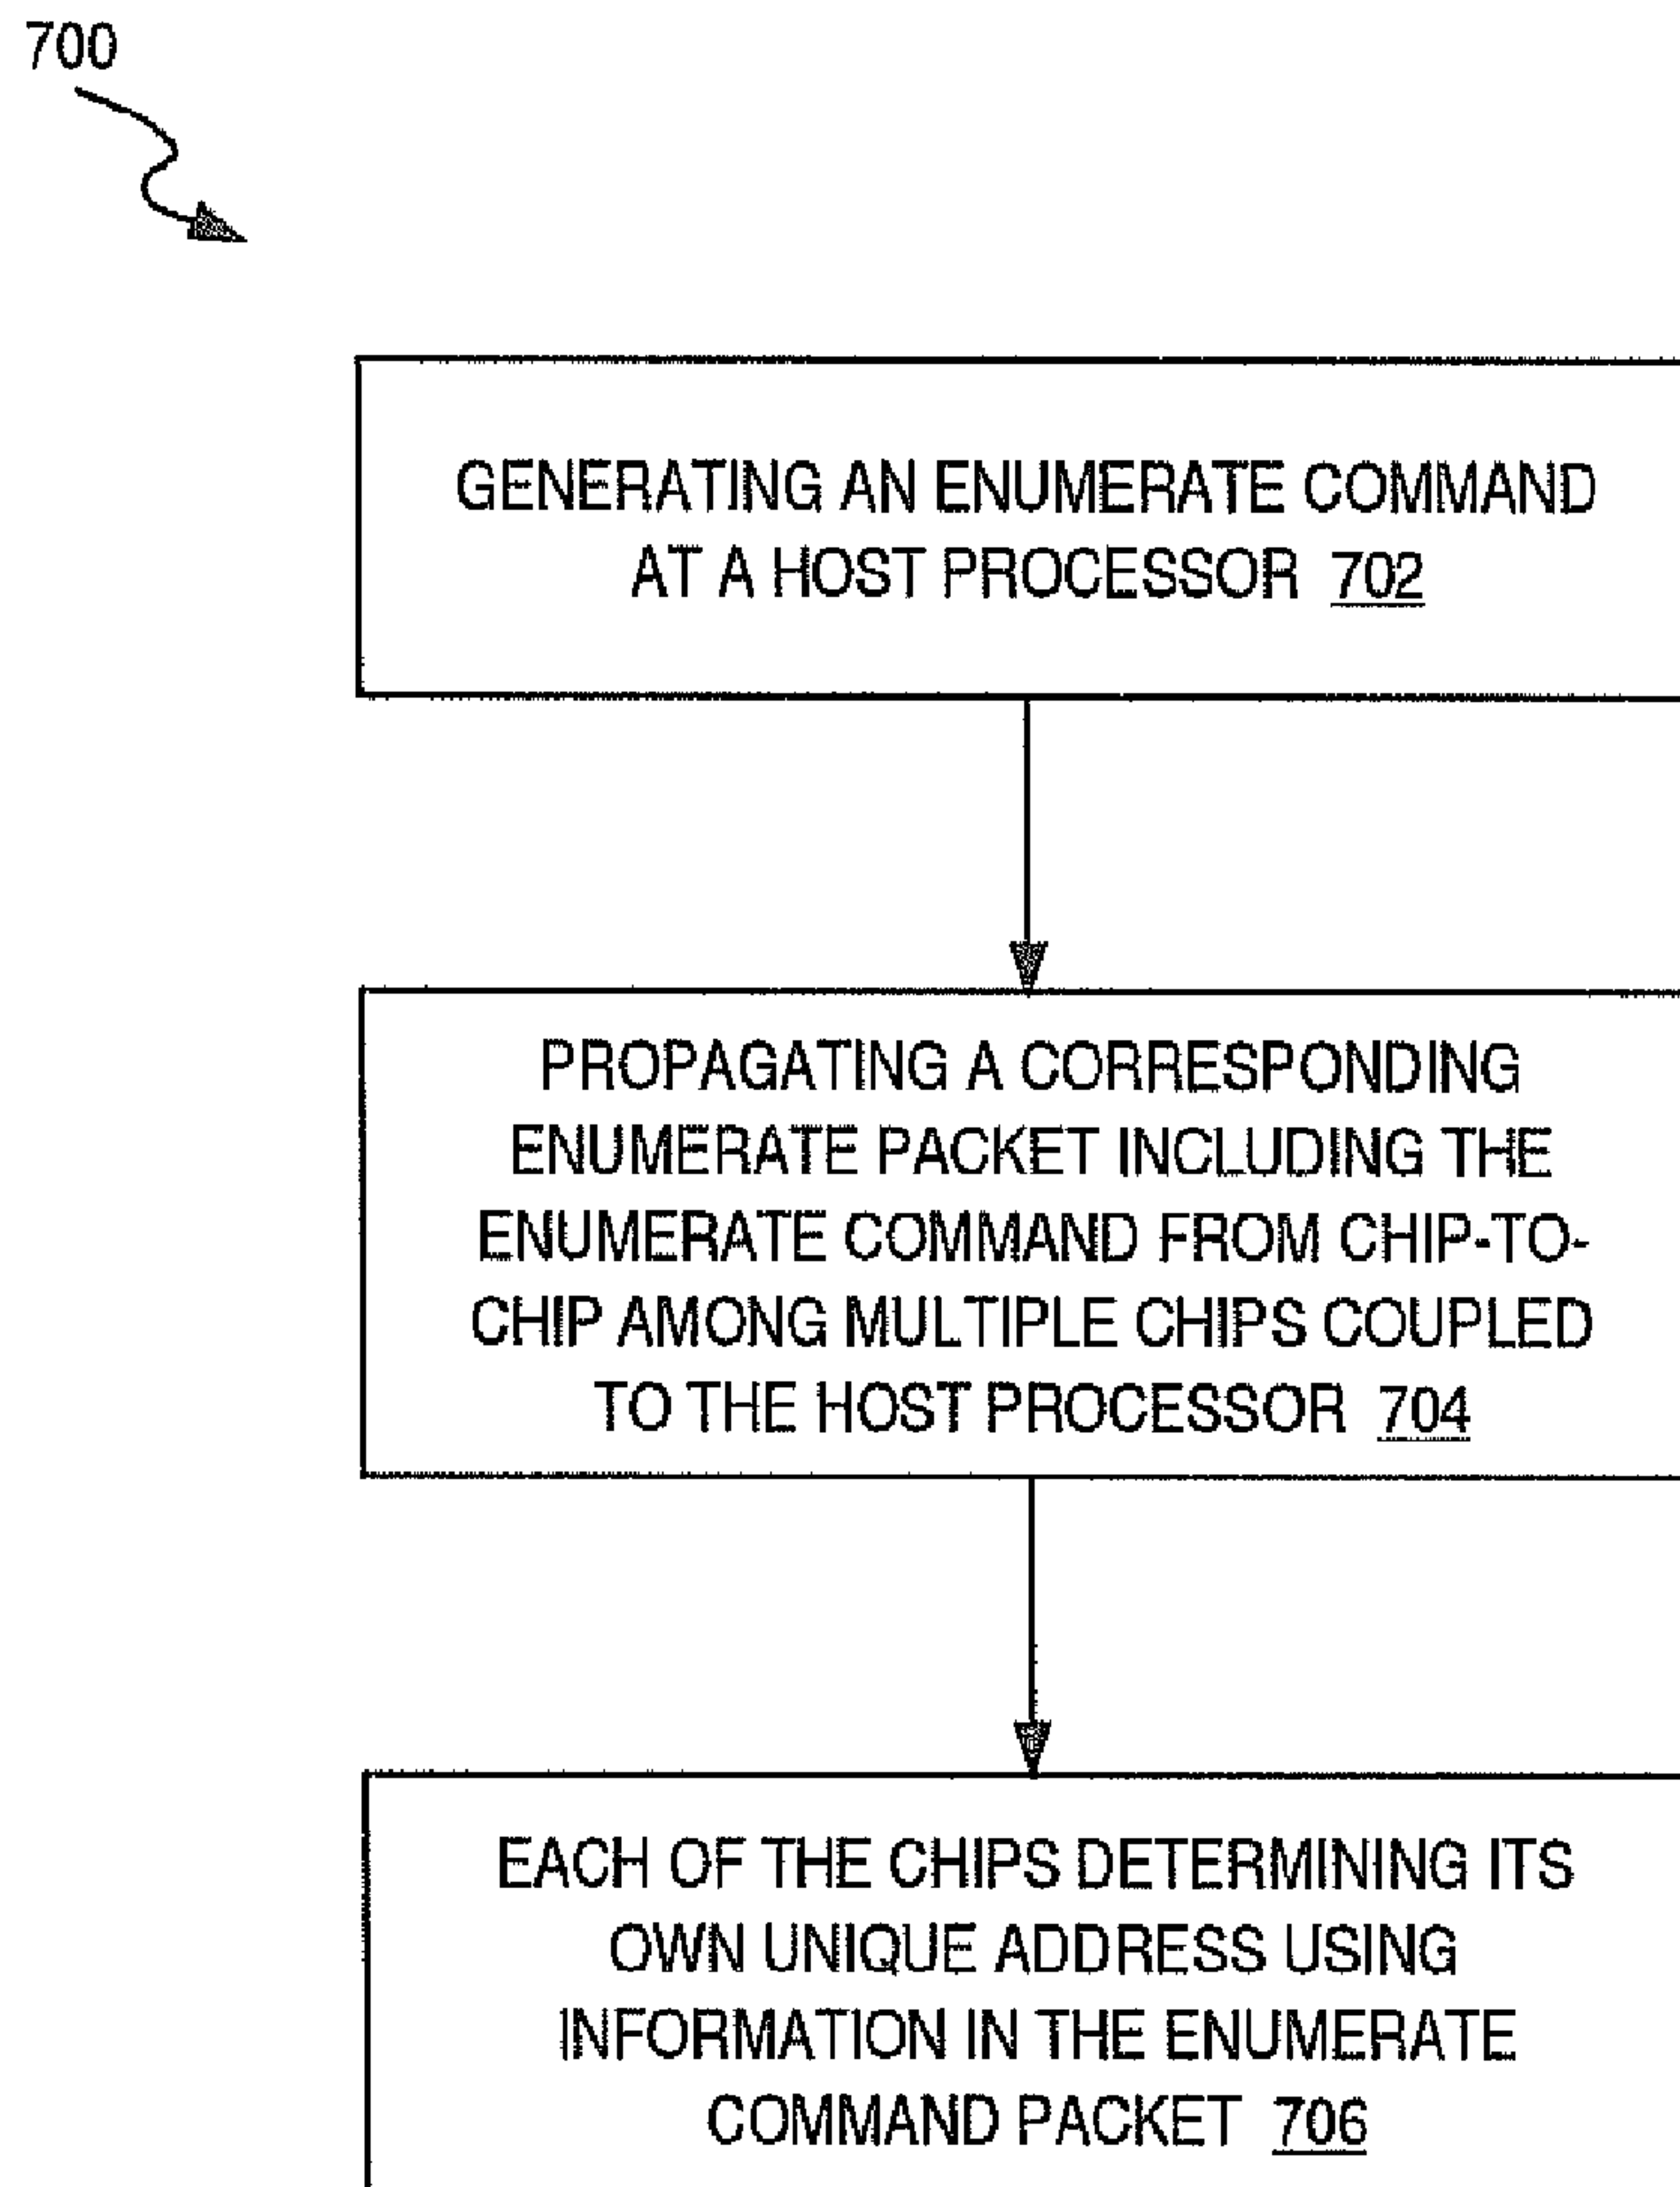 700
GENERATING AN ENUMERATE COMMAND
AT A HOST PROCESSOR 702
PROPAGATING A CORRESPONDING
ENUMERATE PACKET INCLUDING THE
ENUMERATE COMMAND FROM CHIP-TO-
CHIP AMONG MULTIPLE CHIPS COUPLED
TO THE HOST PROCESSOR 704
EACH OF THE CHIPS DETERMINING ITS
OWN UNIQUE ADDRESS USING
INFORMATION IN THE ENUMERATE
COMMAND PACKET 706